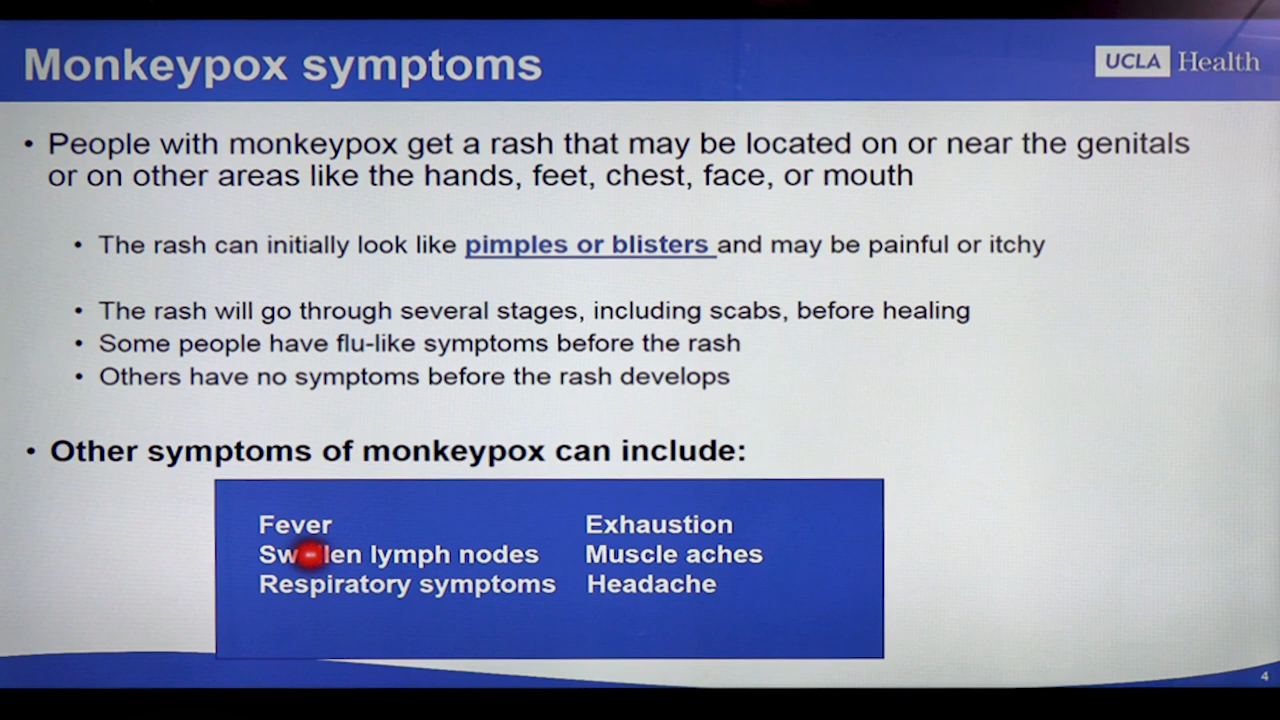 Monkeypox symptoms
UCLA Health
• People with monkeypox get a rash that may be located on or near the genitals
or on other areas like the hands, feet, chest, face, or mouth
• The rash can initially look like pimples or blisters and may be painful or itchy
• The rash will go through several stages, including scabs, before healing
• Some people have flu-like symptoms before the rash
• Others have no symptoms before the rash develops
• Other symptoms of monkeypox can include:
Fever Exhaustion
lymph nodes Muscle aches
Respiratory symptoms Headache
4